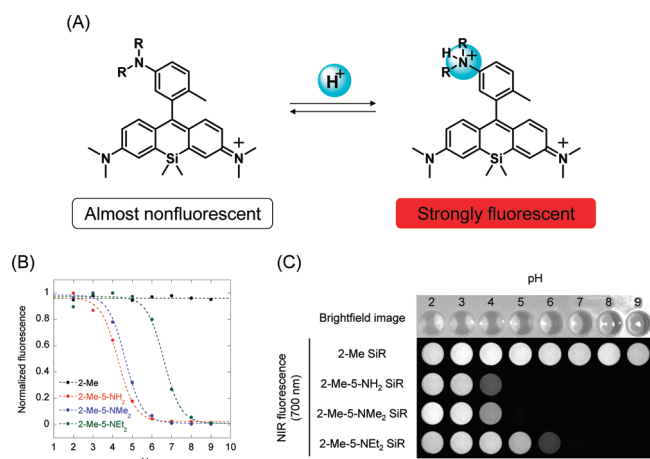 (A)
R
N
R
H+
R
H
N
R
+
N
Si
N
+
N
Si
N
+
Almost nonfluorescent
Strongly fluorescent
(B)
Normalized fluorescence
1
0.8
0.6
0.4
0.2
0
2-Me
2-Me-5-NH2
2-Me-5-NMe2
2-Me-5-NEt2
1 2 3 4 5 6 7 8 9 10
(C)
pH
2 3 4 5 6 7 8 9
Brightfield image
NIR fluorescence
(700 nm)
2-Me SiR
2-Me-5-NH2 SiR
2-Me-5-NMe2 SiR
2-Me-5-NEt2 SiR